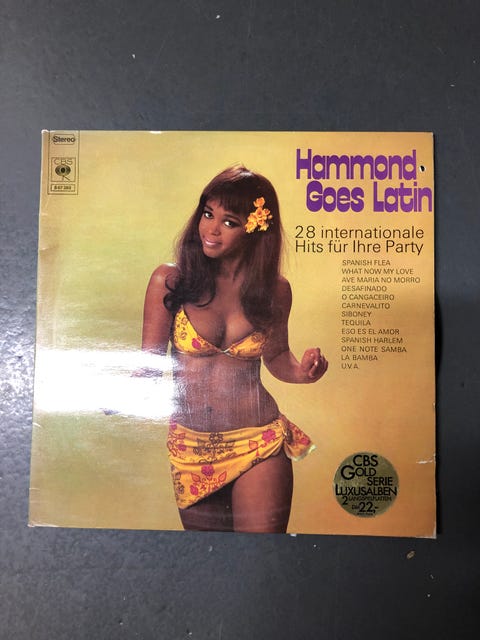 Stereo
CBS
S 67 203
Hammond
Goes Latin
28 internationale
Hits für Ihre Party
SPANISH FLEA
WHAT NOW MY LOVE
AVE MARIA NO MORRO
DESAFINADO
O CANGACEIRO
CARNEVALITO
SIBONEY
TEQUILA
ESO ES EL AMOR
SPANISH HARLEM
ONE NOTE SAMBA
LA BAMBA
U.V.A.
CBS
GOLD
SERIE
LUXUSALBEN
2 LANGSPIELPLATTEN
DM 22,-